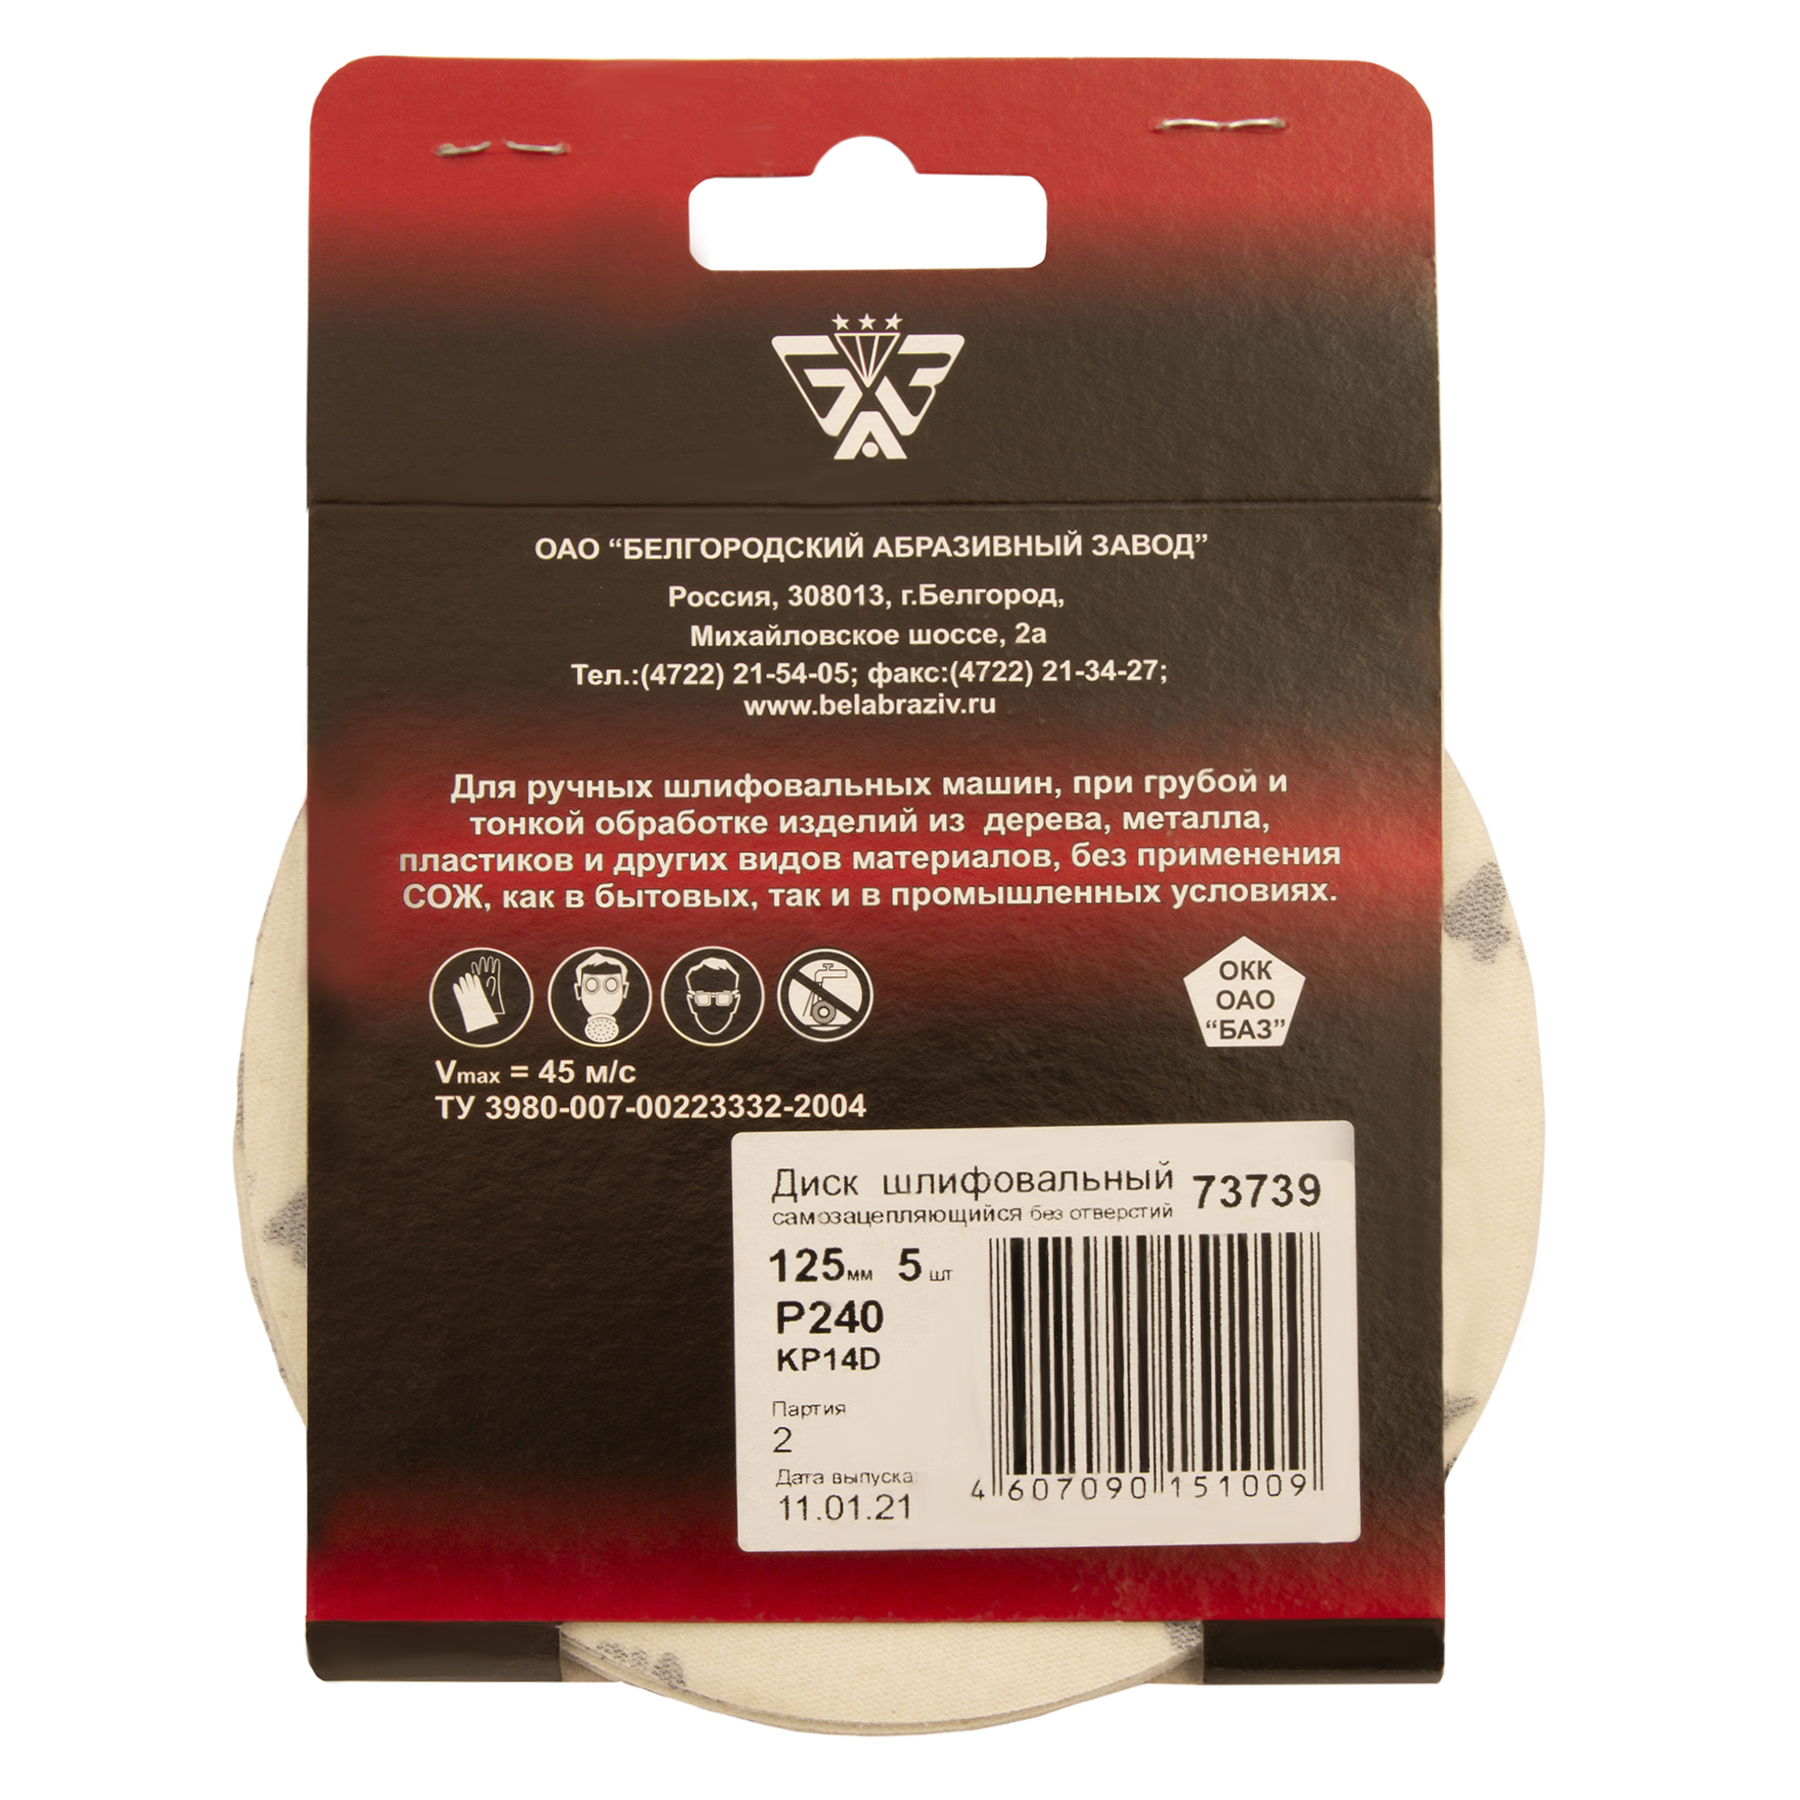 БАЗ
ОАО “БЕЛГОРОДСКИЙ АБРАЗИВНЫЙ ЗАВОД”
Россия, 308013, г.Белгород,
Михайловское шоссе, 2а
Тел.:(4722) 21-54-05; факс:(4722) 21-34-27;
www.belabraziv.ru
Для ручных шлифовальных машин, при грубой и
тонкой обработке изделий из дерева, металла,
пластиков и других видов материалов, без применения
СОЖ, как в бытовых, так и в промышленных условиях.
ОКК
ОАО
“БАЗ”
Vmax = 45 м/с
ТУ 3980-007-00223332-2004
Диск шлифовальный 73739
самозацепляющийся без отверстий
125мм 5 шт
P240
KP14D
Партия
2
Дата выпуска:
11.01.21
4 607090 151009